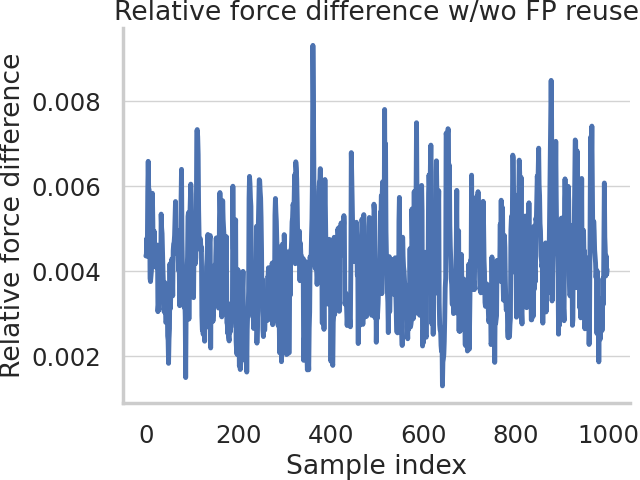 Relative force difference w/wo FP reuse
Relative force difference
0.008
0.006
0.004
0.002
0 200 400 600 800 1000
Sample index